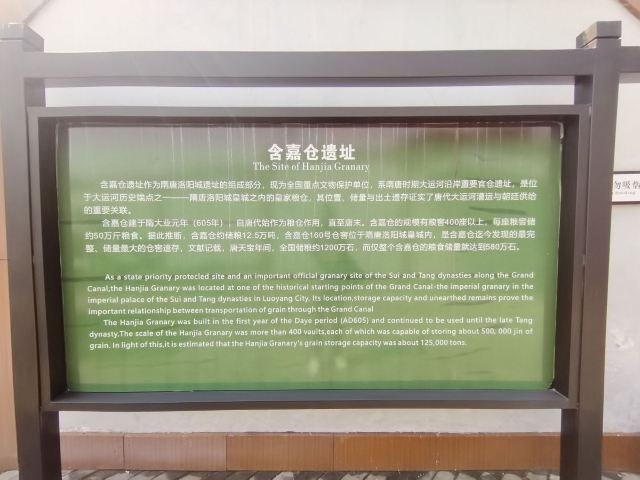 含嘉仓遗址
The Site of Hanjia Granary
含嘉仓遗址作为隋唐洛阳城遗址的组成部分，现为全国重点文物保护单位，系隋唐时期大运河沿岸重要官仓遗址。是位
于大运河历史端点之一———隋唐洛阳城皇城之内的皇家粮仓，其位置、储量与出土遗存证实了唐代大运河漕运与朝廷供给
的重要关联。
含嘉仓建于隋大业元年（605年），自唐代始作为粮仓作用，直至唐末。含嘉仓的规模有粮窖400座以上，每座粮窖储
约50万斤粮食。据此推断，含嘉仓约储粮12.5万吨，含嘉仓160号仓窖位于隋唐洛阳城皇城内，是含嘉仓迄今发现的最完
整、储量最大的仓窖遗存，文献记载，唐天宝年间，全国储粮约1200万石，而仅整个含嘉仓的粮食储量就达到580万石。
As a state priority protecled site and an important official granary site of the Sui and Tang dynasties along the Grand
Canal,the Hanjia Granary was located at one of the historical starting points of the Grand Canal-the imperial granary in the
imperial palace of the Sui and Tang dynasties in Luoyang City. Its location,storage capacity and unearthed remains prove the
important relationship between transportation of grain through the Grand Canal
The Hanjia Granary was built in the first year of the Daye period (AD605) and continued to be used until the late Tang
dynasty.The scale of the Hanjia Granary was more than 400 vaults,each of which was capable of storing about 500, 000 jin of
grain. In light of this,it is estimated that the Hanjia Granary's grain storage capacity was about 125,000 tons.
勿吸烟